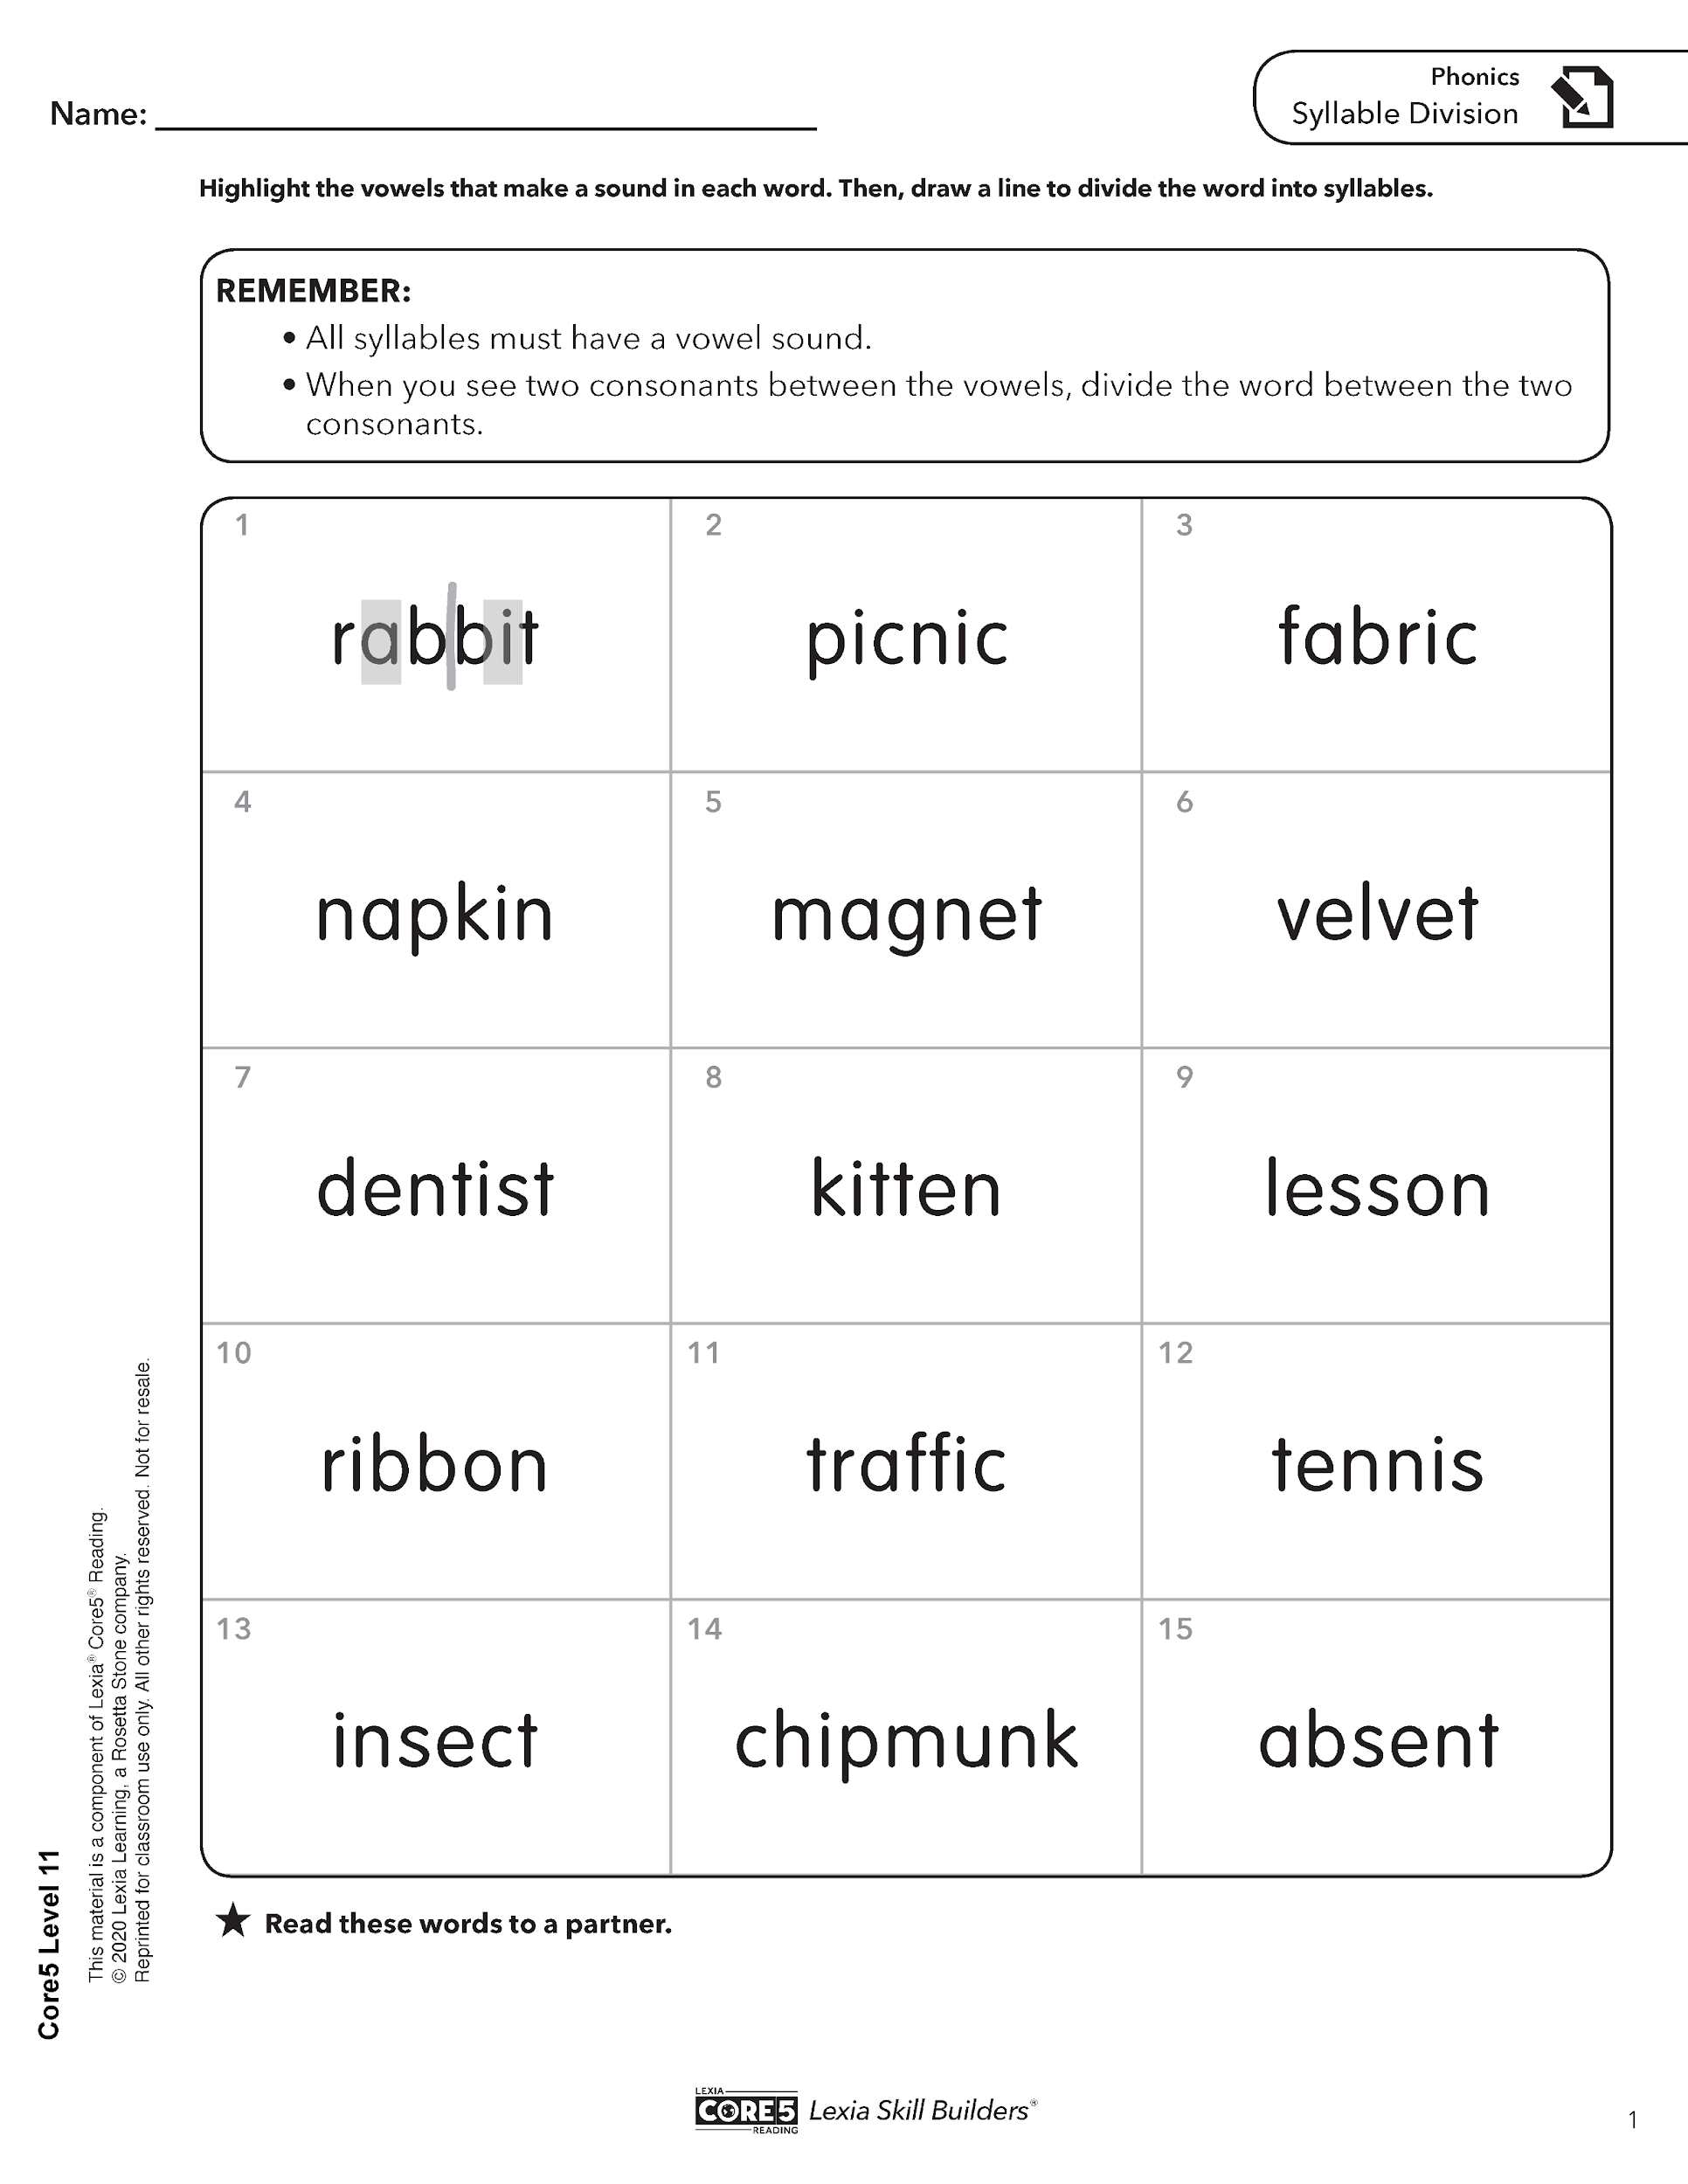 Name:
Phonics
Syllable Division
Highlight the vowels that make a sound in each word. Then, draw a line to divide the word into syllables.
REMEMBER:
• All syllables must have a vowel sound.
• When you see two consonants between the vowels, divide the word between the two
consonants.
1
rabbit
2
picnic
3
fabric
4
napkin
5
magnet
6
velvet
7
dentist
8
kitten
9
lesson
10
ribbon
11
traffic
12
tennis
13
insect
14
chipmunk
15
absent
★ Read these words to a partner.
Core5 Level 11
This material is a component of Lexia® Core5® Reading.
© 2020 Lexia Learning, a Rosetta Stone company.
Reprinted for classroom use only. All other rights reserved. Not for resale.
LEXIA
CORE5
READING
Lexia Skill Builders®
1